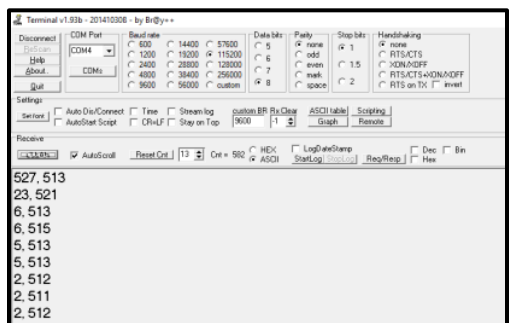 Terminal v1.93b - 20141030B - by Br@y++
Disconnect
ReScan
Help
About..
Quit
COM Port
COM4
COMs
Baud rate
600 14400 57600
1200 19200 115200
2400 28800 128000
4800 38400 256000
9600 56000 custom
Data bits
5
6
7
8
Parity
none
odd
even
mark
space
Stop bits
1
1.5
2
Handshaking
none
RTS/CTS
XON/XOFF
RTS/CTS+XON/XOFF
RTS on TX invert
Settings
Set font
Auto Dis/Connect Time Stream log
AutoStart Script CR=LF Stay on Top
custom BR Rx Clear
9600 -1
ASCII table Scripting
Graph Remote
Receive
CLEAR AutoScroll Reset Cnt 13 Cnt = 582
HEX
ASCII
LogDateStamp
StartLog StopLog Req/Resp
Dec Bin
Hex
527, 513
23, 521
6, 513
6, 515
5, 513
5, 513
2, 512
2, 511
2, 512